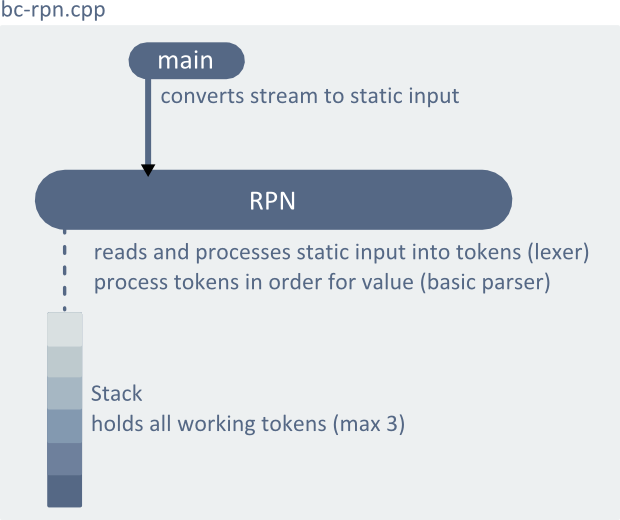 bc-rpn.cpp
main
converts stream to static input
RPN
reads and processes static input into tokens (lexer)
process tokens in order for value (basic parser)
Stack
holds all working tokens (max 3)